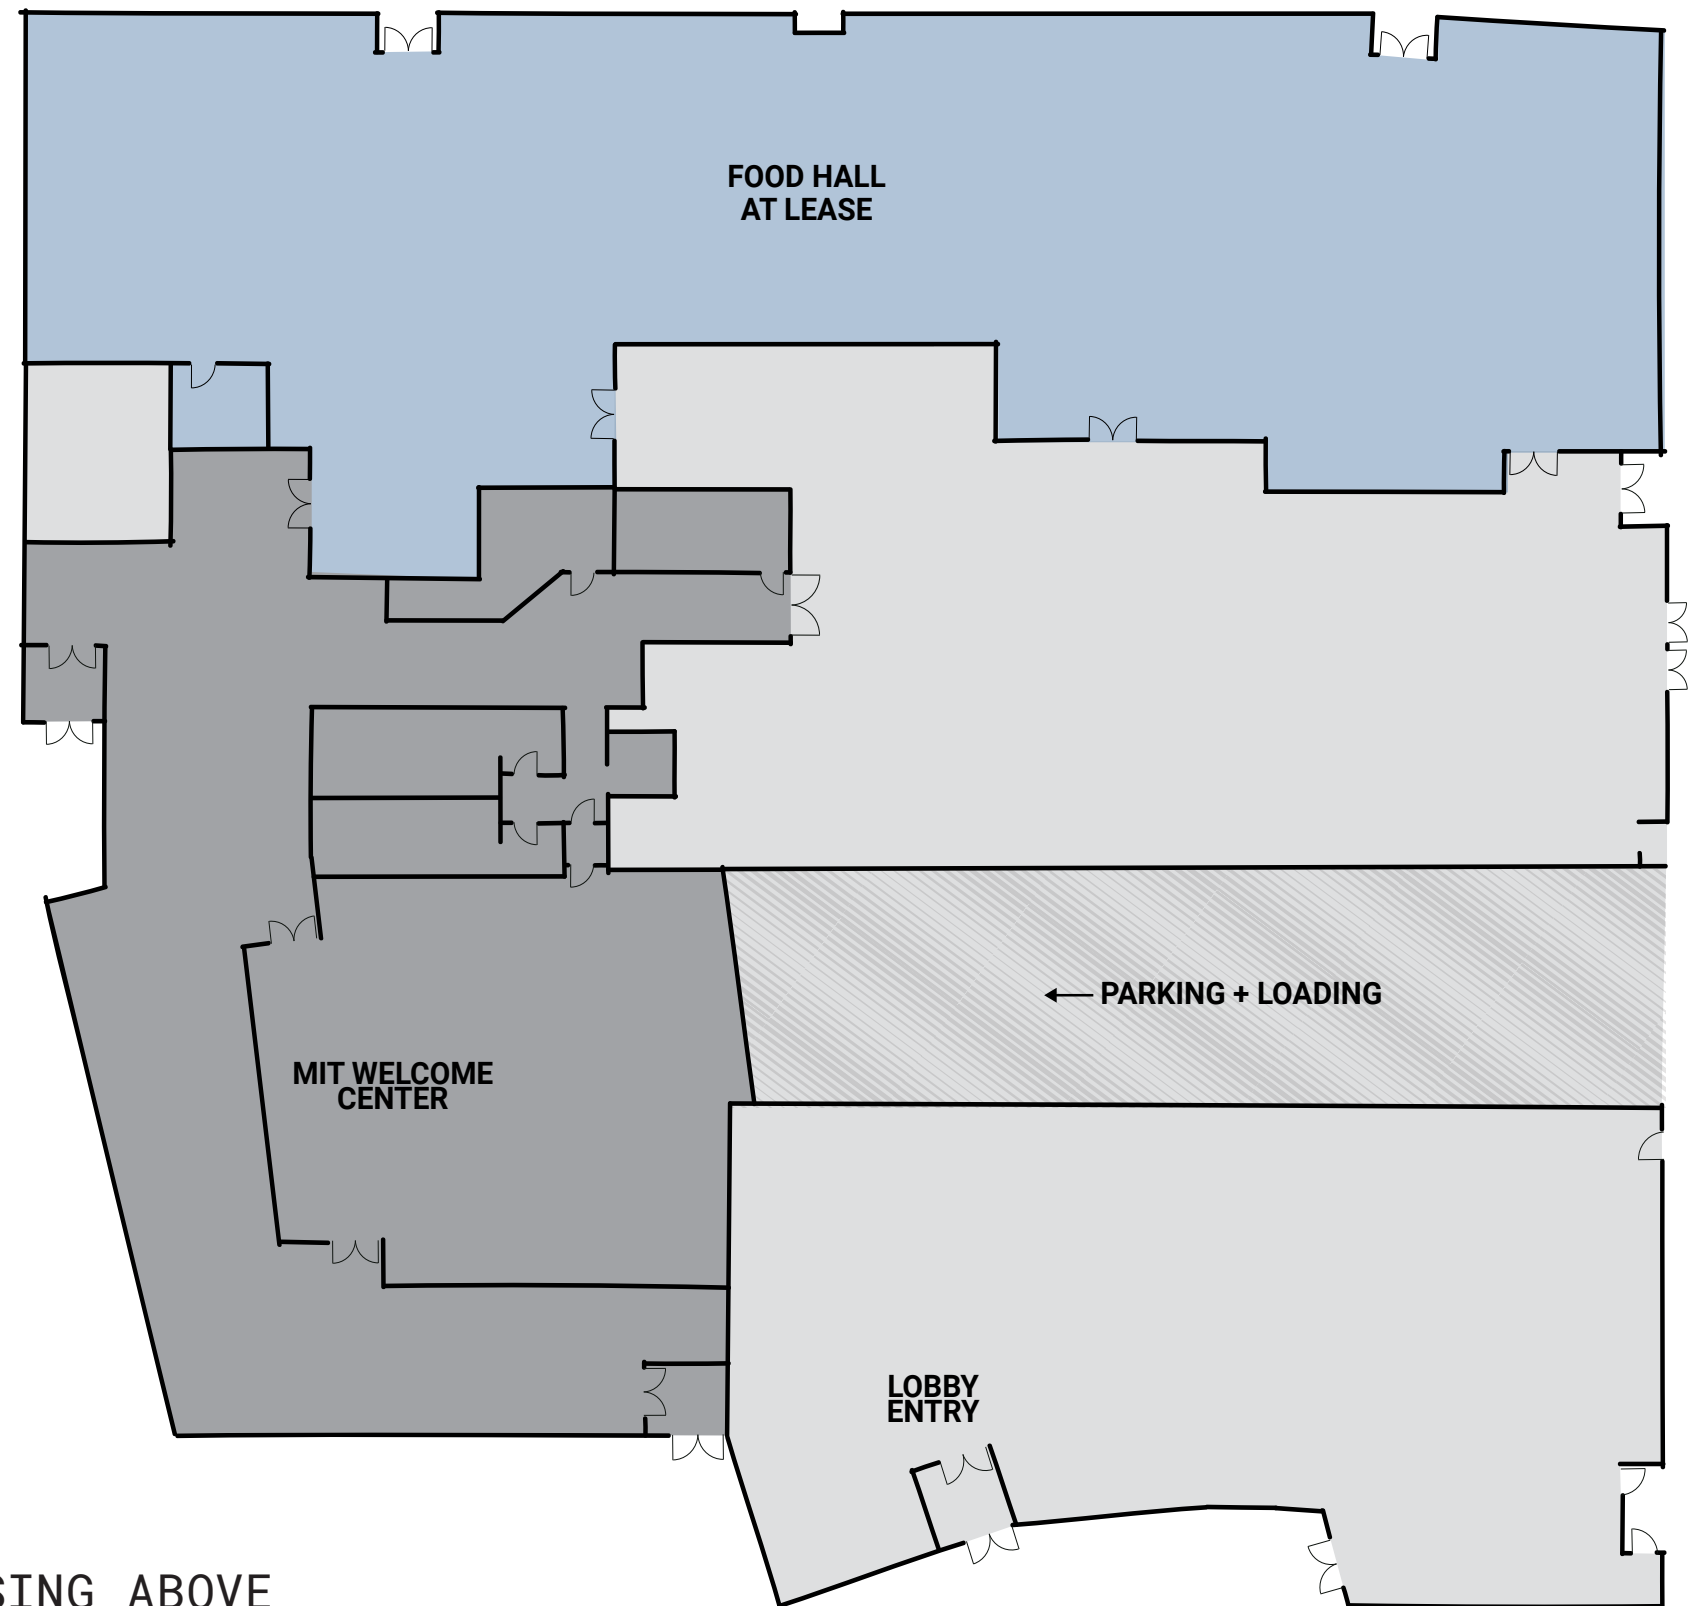 FOOD HALL
AT LEASE
PARKING + LOADING
MIT WELCOME
CENTER
LOBBY
ENTRY
SING ABOVE